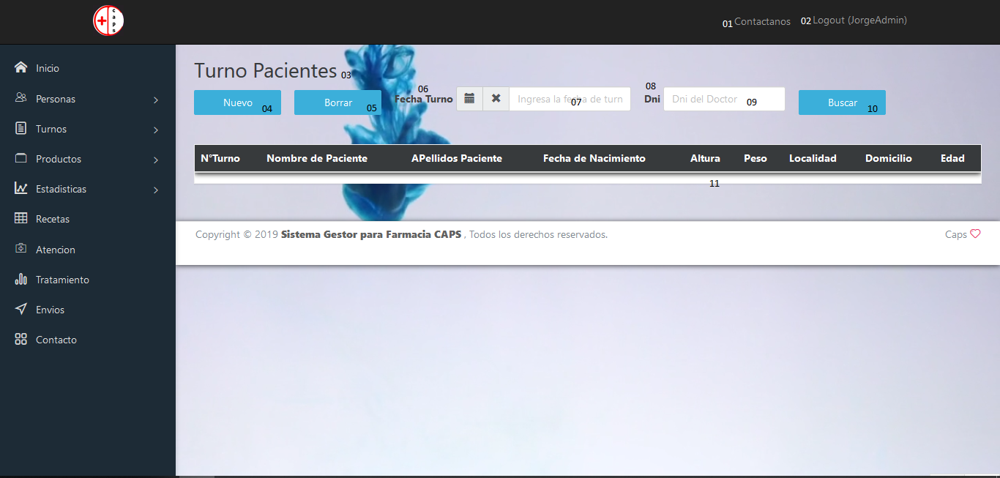 caps
01 Contactanos 02 Logout (JorgeAdmin)
Inicio
Personas
Turnos
Productos
Estadisticas
Recetas
Atencion
Tratamiento
Envios
Contacto
Turno Pacientes 03
Nuevo 04
Borrar 05
06
Fecha Turno
Ingresa la fecha de turn
07
08
Dni
Dni del Doctor 09
Buscar 10
N°Turno Nombre de Paciente APellidos Paciente Fecha de Nacimiento Altura Peso Localidad Domicilio Edad
11
Copyright © 2019 Sistema Gestor para Farmacia CAPS , Todos los derechos reservados. Caps